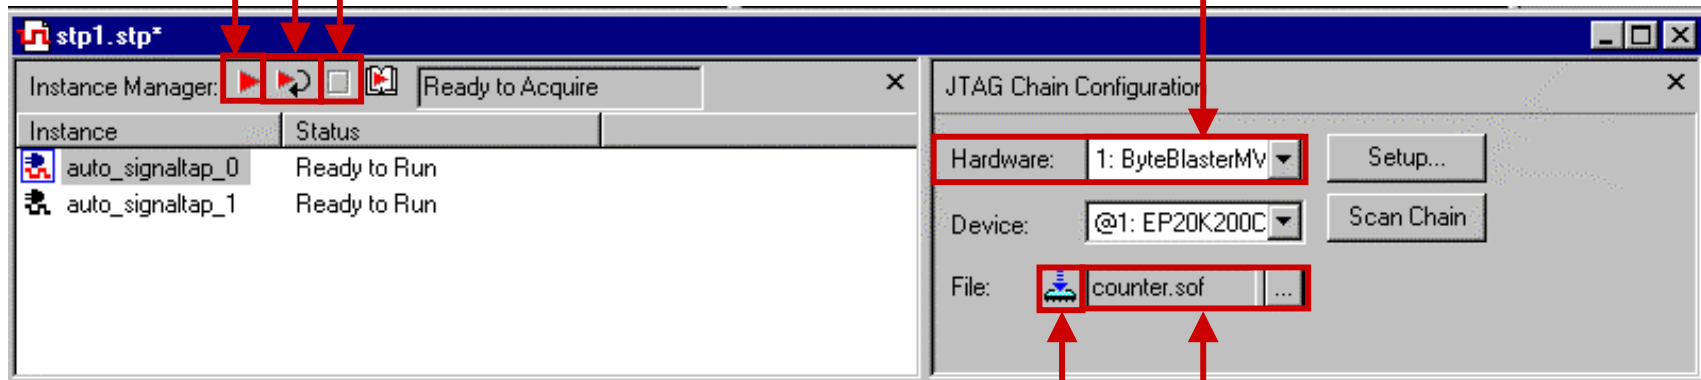 stp1.stp*
Instance Manager: Ready to Acquire
Instance Status
auto_signaltap_0 Ready to Run
auto_signaltap_1 Ready to Run
JTAG Chain Configuration
Hardware: 1: ByteBlasterMV Setup...
Device: @1: EP20K200C Scan Chain
File: counter.sof ...